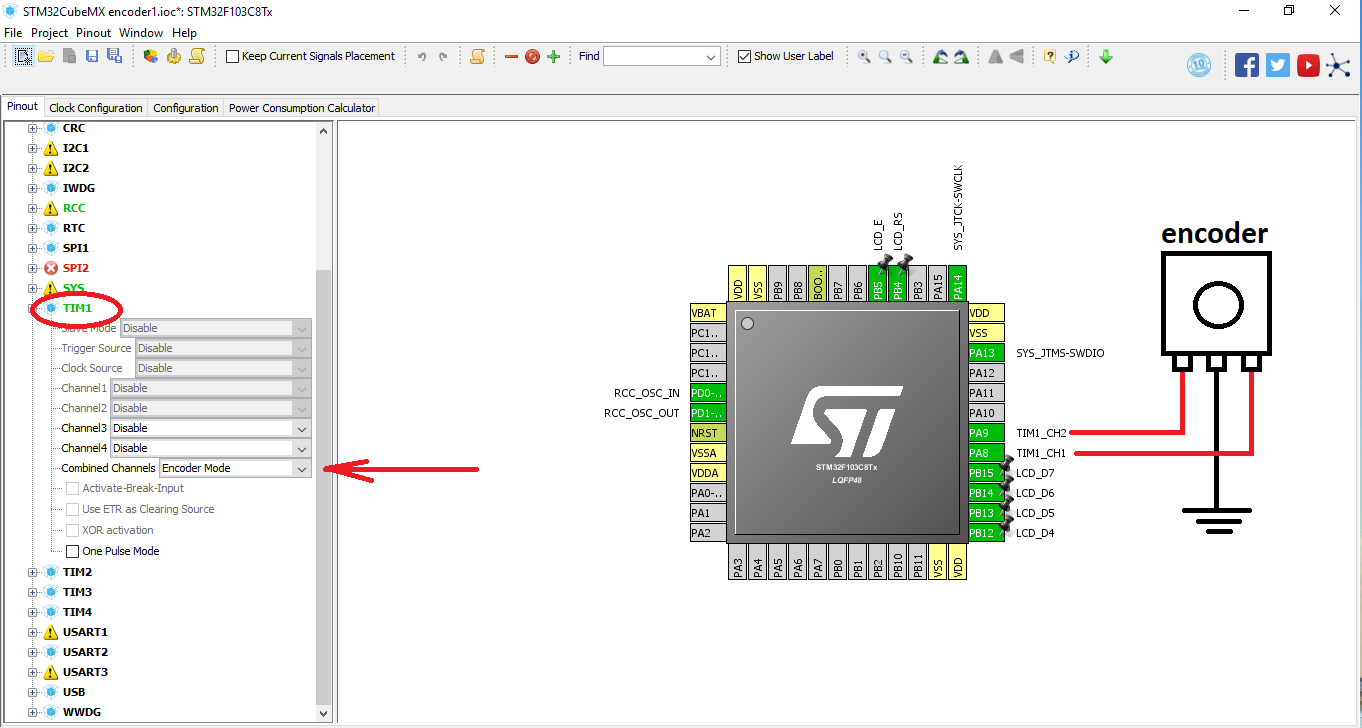 STM32CubeMX encoder1.ioc*: STM32F103C8Tx
File Project Pinout Window Help
Keep Current Signals Placement
Find
Show User Label
10
Pinout Clock Configuration Configuration Power Consumption Calculator
CRC
I2C1
I2C2
IWDG
RCC
RTC
SPI1
SPI2
SYS
TIM1
Slave Mode Disable
Trigger Source Disable
Clock Source Disable
Channel1 Disable
Channel2 Disable
Channel3 Disable
Channel4 Disable
Combined Channels Encoder Mode
Activate-Break-Input
Use ETR as Clearing Source
XOR activation
One Pulse Mode
TIM2
TIM3
TIM4
USART1
USART2
USART3
USB
WWDG
LCD_E
LCD_RS
SYS_JTCK-SWCLK
VDD
VSS
PB9
PB8
BOO..
PB7
PB6
PB5
PB4
PB3
PA15
PA14
VBAT
PC1..
PC1..
PC1..
RCC_OSC_IN PD0-..
RCC_OSC_OUT PD1-..
NRST
VSSA
VDDA
PA0-..
PA1
PA2
ST
STM32F103C8Tx
LQFP48
VDD
VSS
PA13 SYS_JTMS-SWDIO
PA12
PA11
PA10
PA9 TIM1_CH2
PA8 TIM1_CH1
PB15 LCD_D7
PB14 LCD_D6
PB13 LCD_D5
PB12 LCD_D4
PA3
PA4
PA5
PA6
PA7
PB0
PB1
PB2
PB10
PB11
VSS
VDD
encoder